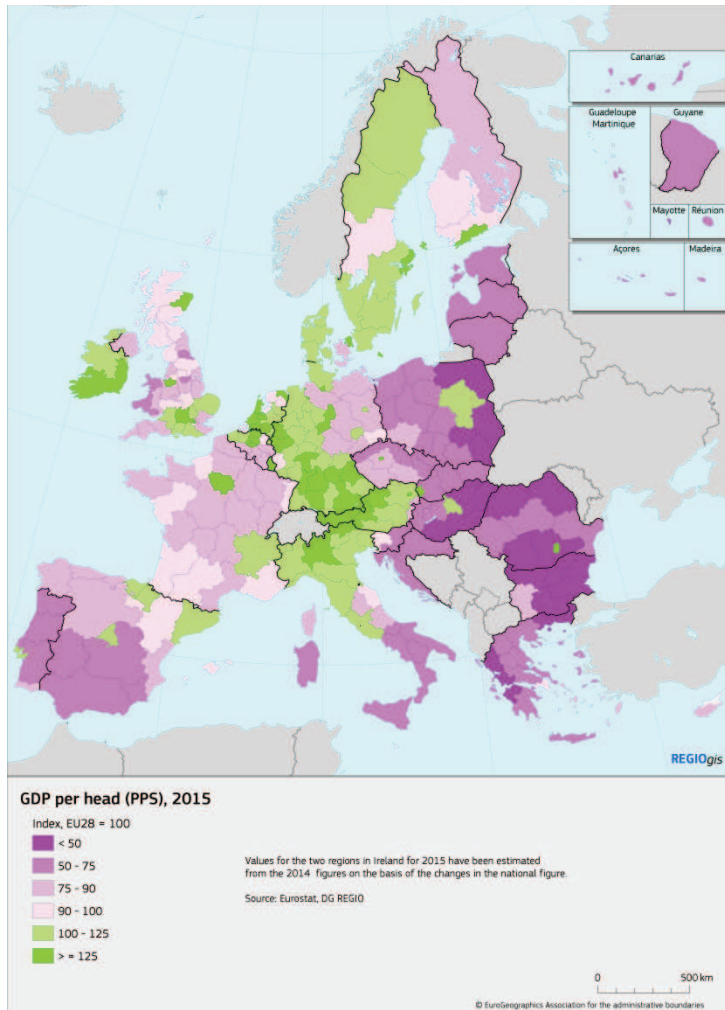 Canarias
Guadeloupe
Martinique
Guyane
Mayotte
Réunion
Açores
Madeira
REGIOgis
GDP per head (PPS), 2015
Index, EU28 = 100
< 50
50 - 75
75 - 90
90 - 100
100 - 125
> = 125
Values for the two regions in Ireland for 2015 have been estimated
from the 2014 figures on the basis of the changes in the national figure.
Source: Eurostat, DG REGIO
0 500 km
© EuroGeographics Association for the administrative boundaries